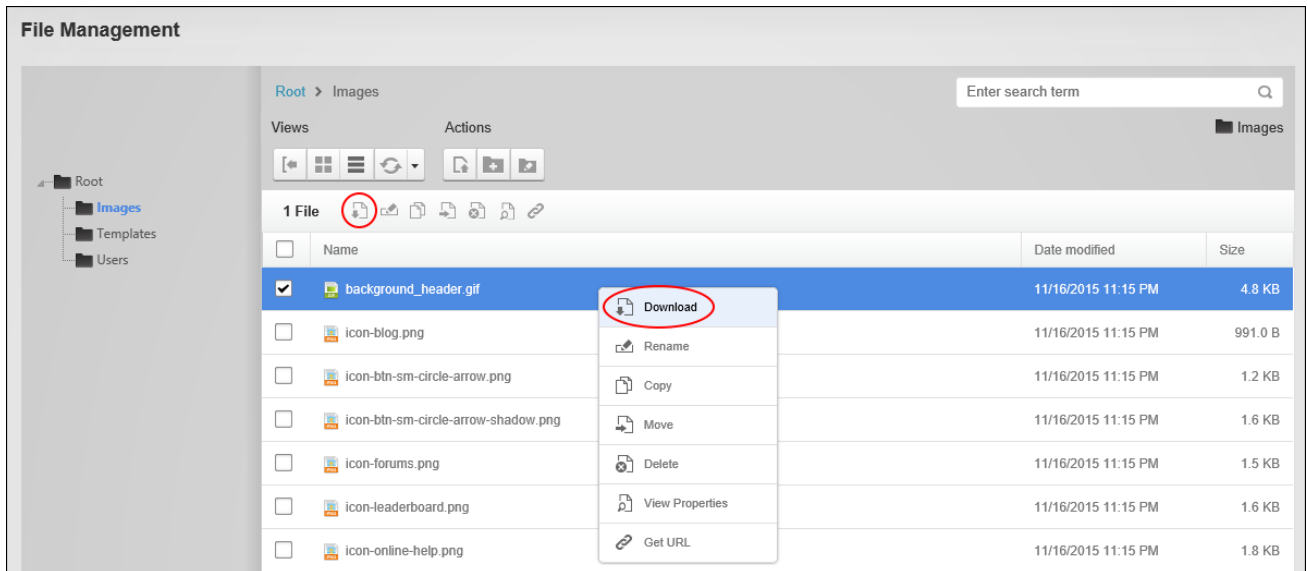 File Management
Root > Images
Enter search term
Views
Actions
Images
Root
Images
Templates
Users
1 File
Name Date modified Size
background_header.gif 11/16/2015 11:15 PM 4.8 KB
icon-blog.png 11/16/2015 11:15 PM 991.0 B
icon-btn-sm-circle-arrow.png 11/16/2015 11:15 PM 1.2 KB
icon-btn-sm-circle-arrow-shadow.png 11/16/2015 11:15 PM 1.6 KB
icon-forums.png 11/16/2015 11:15 PM 1.5 KB
icon-leaderboard.png 11/16/2015 11:15 PM 1.6 KB
icon-online-help.png 11/16/2015 11:15 PM 1.8 KB
Download
Rename
Copy
Move
Delete
View Properties
Get URL